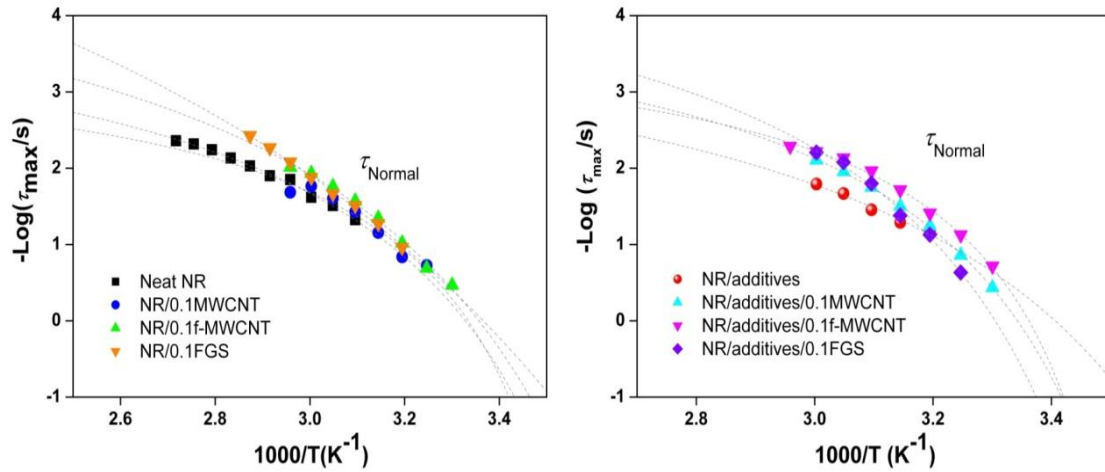 4
3
2
1
0
-1
-Log(τmax/s)
τNormal
Neat NR
NR/0.1MWCNT
NR/0.1f-MWCNT
NR/0.1FGS
2.6 2.8 3.0 3.2 3.4
1000/T(K-1)
4
3
2
1
0
-1
-Log (τmax/s)
τNormal
NR/additives
NR/additives/0.1MWCNT
NR/additives/0.1f-MWCNT
NR/additives/0.1FGS
2.8 3.0 3.2 3.4
1000/T (K-1)